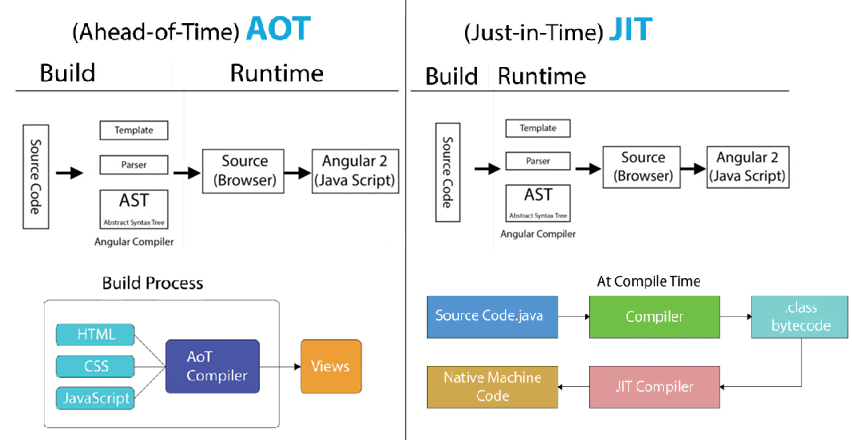 (Ahead-of-Time) AOT
Build
Runtime
Source Code
Template
Parser
AST
Abstract Syntax Tree
Angular Compiler
Source
(Browser)
Angular 2
(Java Script)
Build Process
HTML
CSS
JavaScript
AoT
Compiler
Views
(Just-in-Time) JIT
Build
Runtime
Source Code
Template
Parser
AST
Abstract Syntax Tree
Angular Compiler
Source
(Browser)
Angular 2
(Java Script)
At Compile Time
Source Code.java
Compiler
.class
bytecode
Native Machine
Code
JIT Compiler